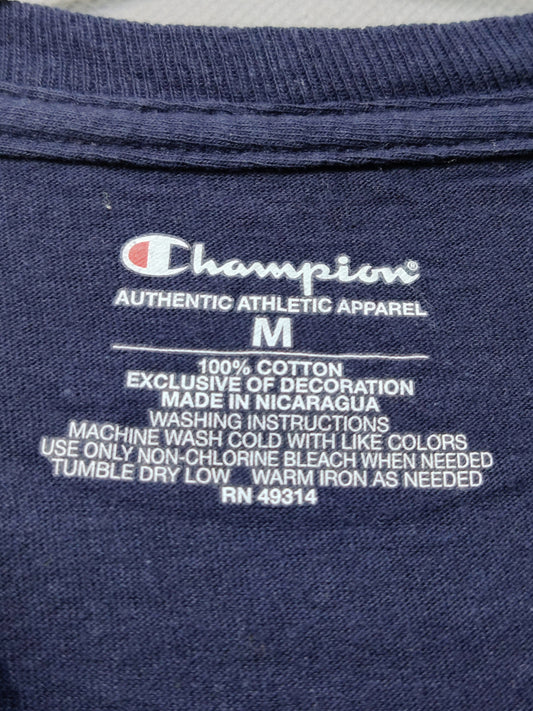 Champion®
AUTHENTIC ATHLETIC APPAREL
M
100% COTTON
EXCLUSIVE OF DECORATION
MADE IN NICARAGUA
WASHING INSTRUCTIONS
MACHINE WASH COLD WITH LIKE COLORS
USE ONLY NON-CHLORINE BLEACH WHEN NEEDED
TUMBLE DRY LOW WARM IRON AS NEEDED
RN 49314